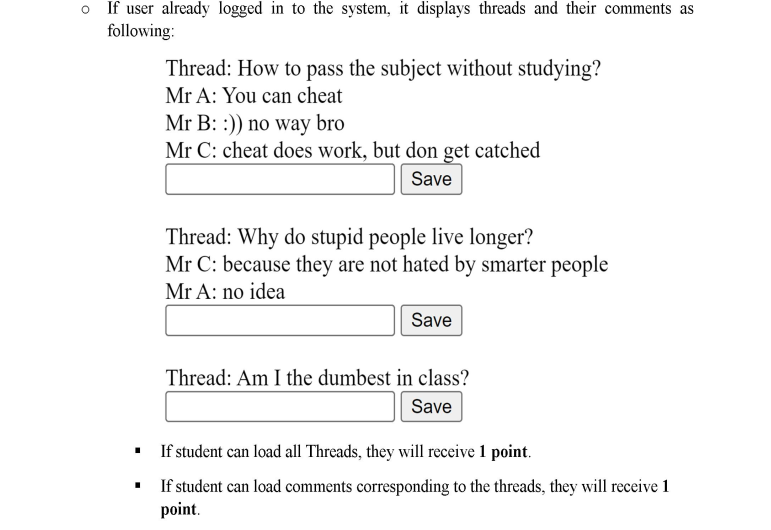 o If user already logged in to the system, it displays threads and their comments as
following:
Thread: How to pass the subject without studying?
Mr A: You can cheat
Mr B: :)) no way bro
Mr C: cheat does work, but don get catched
Save
Thread: Why do stupid people live longer?
Mr C: because they are not hated by smarter people
Mr A: no idea
Save
Thread: Am I the dumbest in class?
Save
▪ If student can load all Threads, they will receive 1 point.
▪ If student can load comments corresponding to the threads, they will receive 1
point.